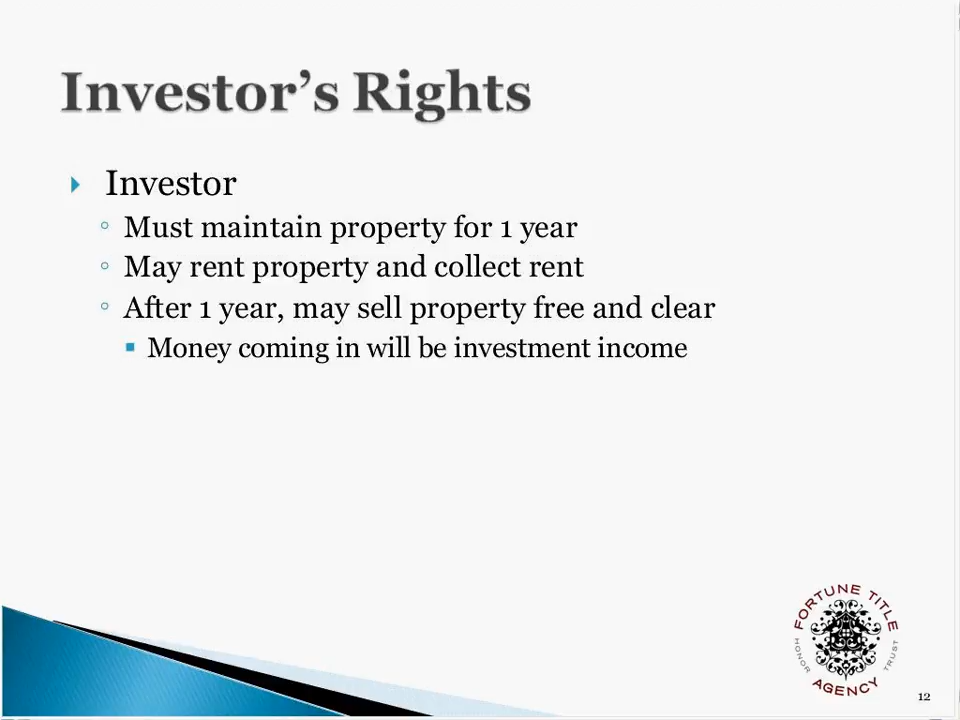 Investor’s Rights
Investor
Must maintain property for 1 year
May rent property and collect rent
After 1 year, may sell property free and clear
Money coming in will be investment income
FORTUNE TITLE
HONOR
TRUST
AGENCY
12